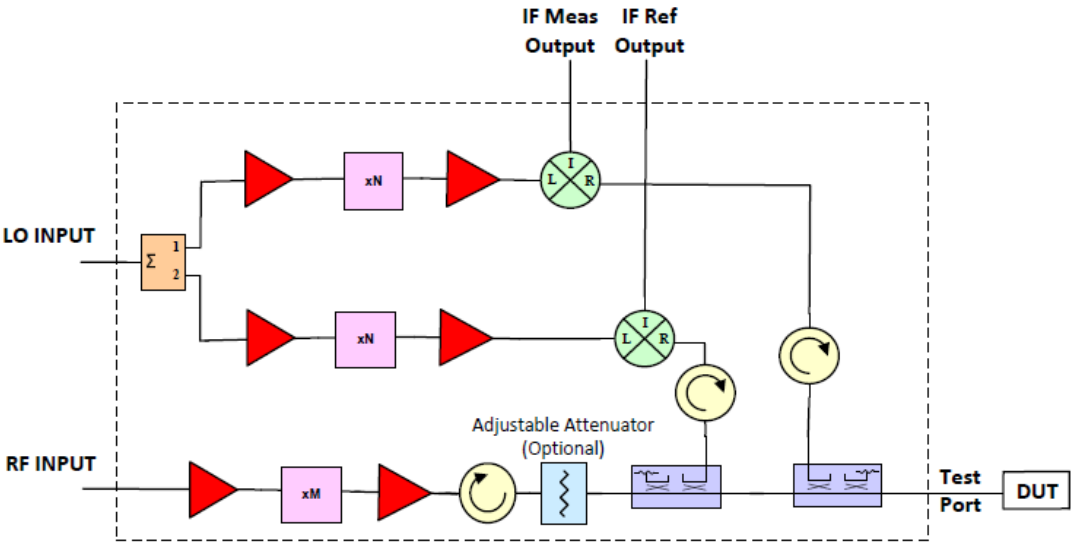 IF Meas
Output
IF Ref
Output
I
L
R
xN
LO INPUT
Σ
1
2
xN
I
L
R
Adjustable Attenuator
(Optional)
RF INPUT
xM
Test
Port
DUT